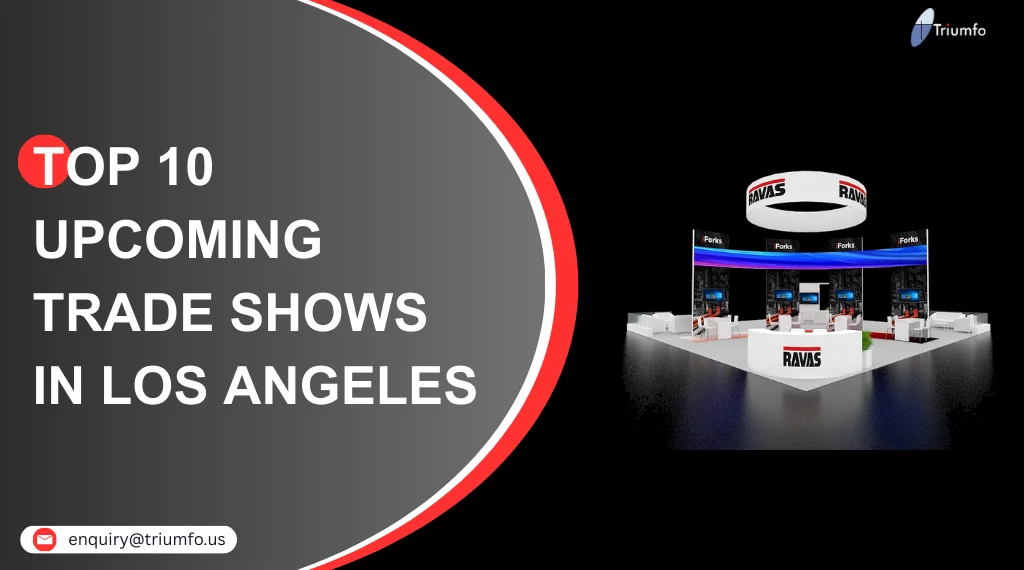 Triumfo
TOP 10
UPCOMING
TRADE SHOWS
IN LOS ANGELES
RAVAS RAVAS
iForks iForks iForks iForks
RAVAS
enquiry@triumfo.us